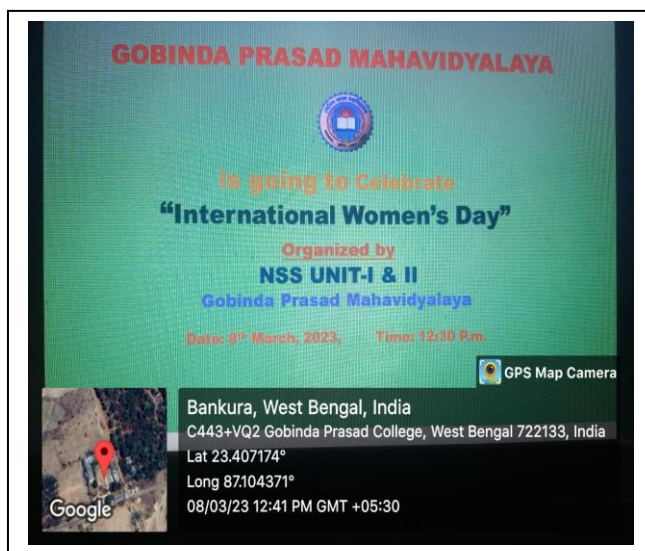 GOBINDA PRASAD MAHAVIDYALAYA
is going to Celebrate
“International Women’s Day”
Organized by
NSS UNIT-I & II
Gobinda Prasad Mahavidyalaya
Date: 8th March, 2023, Time: 12:30 P.m.
GPS Map Camera
Bankura, West Bengal, India
C443+VQ2 Gobinda Prasad College, West Bengal 722133, India
Lat 23.407174°
Long 87.104371°
08/03/23 12:41 PM GMT +05:30
Google